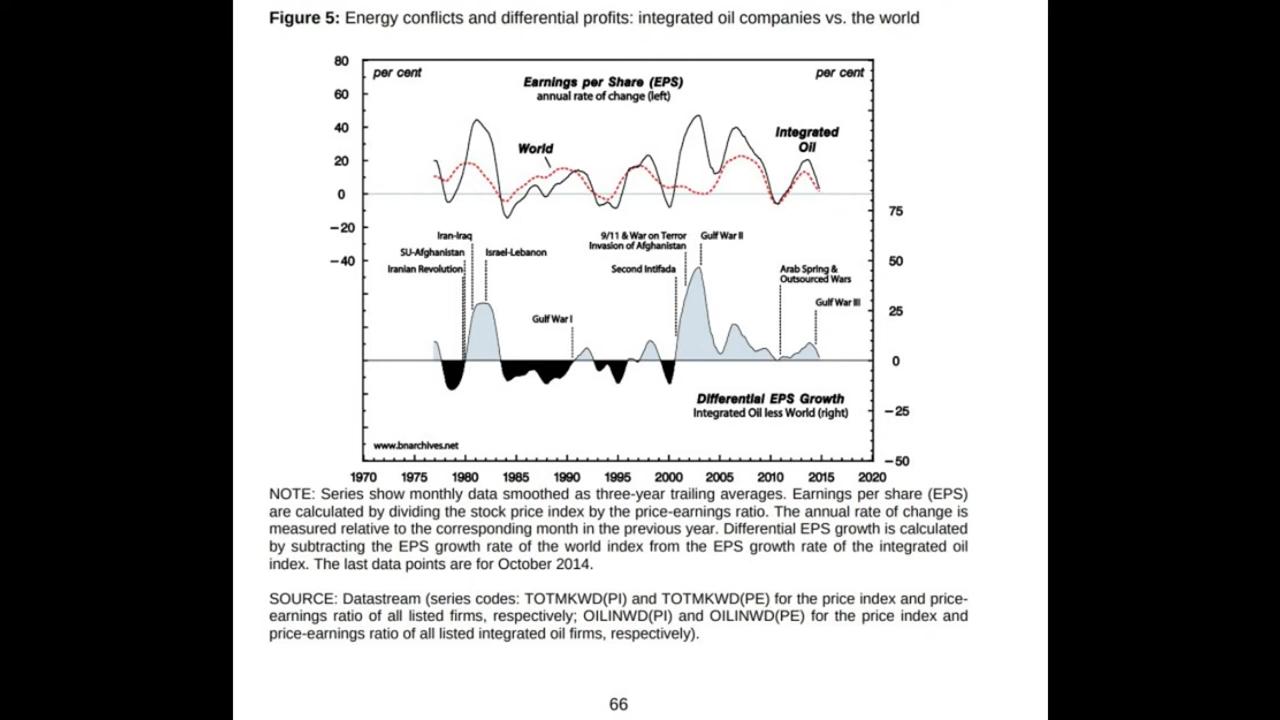 Figure 5: Energy conflicts and differential profits: integrated oil companies vs. the world
80
per cent
Earnings per Share (EPS)
per cent
annual rate of change (left)
60
40
Integrated
Oil
World
20
0
75
−20
Iran-Iraq
9/11 & War on Terror
Gulf War II
Invasion of Afghanistan
SU-Afghanistan
Israel-Lebanon
−40
50
Iranian Revolution
Second Intifada
Arab Spring &
Outsourced Wars
Gulf War III
25
Gulf War I
0
Differential EPS Growth
Integrated Oil less World (right)
−25
www.bnarchives.net
−50
1970 1975 1980 1985 1990 1995 2000 2005 2010 2015 2020
NOTE: Series show monthly data smoothed as three-year trailing averages. Earnings per share (EPS)
are calculated by dividing the stock price index by the price-earnings ratio. The annual rate of change is
measured relative to the corresponding month in the previous year. Differential EPS growth is calculated
by subtracting the EPS growth rate of the world index from the EPS growth rate of the integrated oil
index. The last data points are for October 2014.
SOURCE: Datastream (series codes: TOTMKWD(PI) and TOTMKWD(PE) for the price index and price-
earnings ratio of all listed firms, respectively; OILINWD(PI) and OILINWD(PE) for the price index and
price-earnings ratio of all listed integrated oil firms, respectively).
66